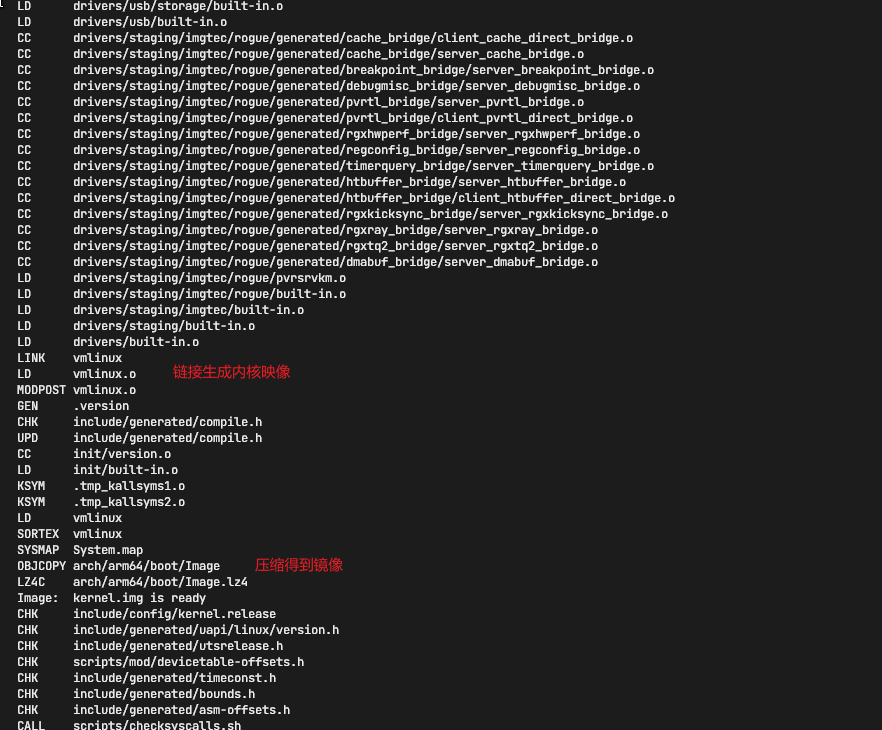 LD drivers/usb/storage/built-in.o
LD drivers/usb/built-in.o
CC drivers/staging/imgtec/rogue/generated/cache_bridge/client_cache_direct_bridge.o
CC drivers/staging/imgtec/rogue/generated/cache_bridge/server_cache_bridge.o
CC drivers/staging/imgtec/rogue/generated/breakpoint_bridge/server_breakpoint_bridge.o
CC drivers/staging/imgtec/rogue/generated/debugmisc_bridge/server_debugmisc_bridge.o
CC drivers/staging/imgtec/rogue/generated/pvrtl_bridge/server_pvrtl_bridge.o
CC drivers/staging/imgtec/rogue/generated/pvrtl_bridge/client_pvrtl_direct_bridge.o
CC drivers/staging/imgtec/rogue/generated/rgxhwperf_bridge/server_rgxhwperf_bridge.o
CC drivers/staging/imgtec/rogue/generated/regconfig_bridge/server_regconfig_bridge.o
CC drivers/staging/imgtec/rogue/generated/timerquery_bridge/server_timerquery_bridge.o
CC drivers/staging/imgtec/rogue/generated/htbuffer_bridge/server_htbuffer_bridge.o
CC drivers/staging/imgtec/rogue/generated/htbuffer_bridge/client_htbuffer_direct_bridge.o
CC drivers/staging/imgtec/rogue/generated/rgxkicksync_bridge/server_rgxkicksync_bridge.o
CC drivers/staging/imgtec/rogue/generated/rgxray_bridge/server_rgxray_bridge.o
CC drivers/staging/imgtec/rogue/generated/rgxtq2_bridge/server_rgxtq2_bridge.o
CC drivers/staging/imgtec/rogue/generated/dmabuf_bridge/server_dmabuf_bridge.o
LD drivers/staging/imgtec/rogue/pvrsrvkm.o
LD drivers/staging/imgtec/rogue/built-in.o
LD drivers/staging/imgtec/built-in.o
LD drivers/staging/built-in.o
LD drivers/built-in.o
LINK vmlinux
LD vmlinux.o 链接生成内核映像
MODPOST vmlinux.o
GEN .version
CHK include/generated/compile.h
UPD include/generated/compile.h
CC init/version.o
LD init/built-in.o
KSYM .tmp_kallsyms1.o
KSYM .tmp_kallsyms2.o
LD vmlinux
SORTEX vmlinux
SYSMAP System.map
OBJCOPY arch/arm64/boot/Image 压缩得到镜像
LZ4C arch/arm64/boot/Image.lz4
Image: kernel.img is ready
CHK include/config/kernel.release
CHK include/generated/uapi/linux/version.h
CHK include/generated/utsrelease.h
CHK scripts/mod/devicetable-offsets.h
CHK include/generated/timeconst.h
CHK include/generated/bounds.h
CHK include/generated/asm-offsets.h
CALL scripts/checksyscalls.sh